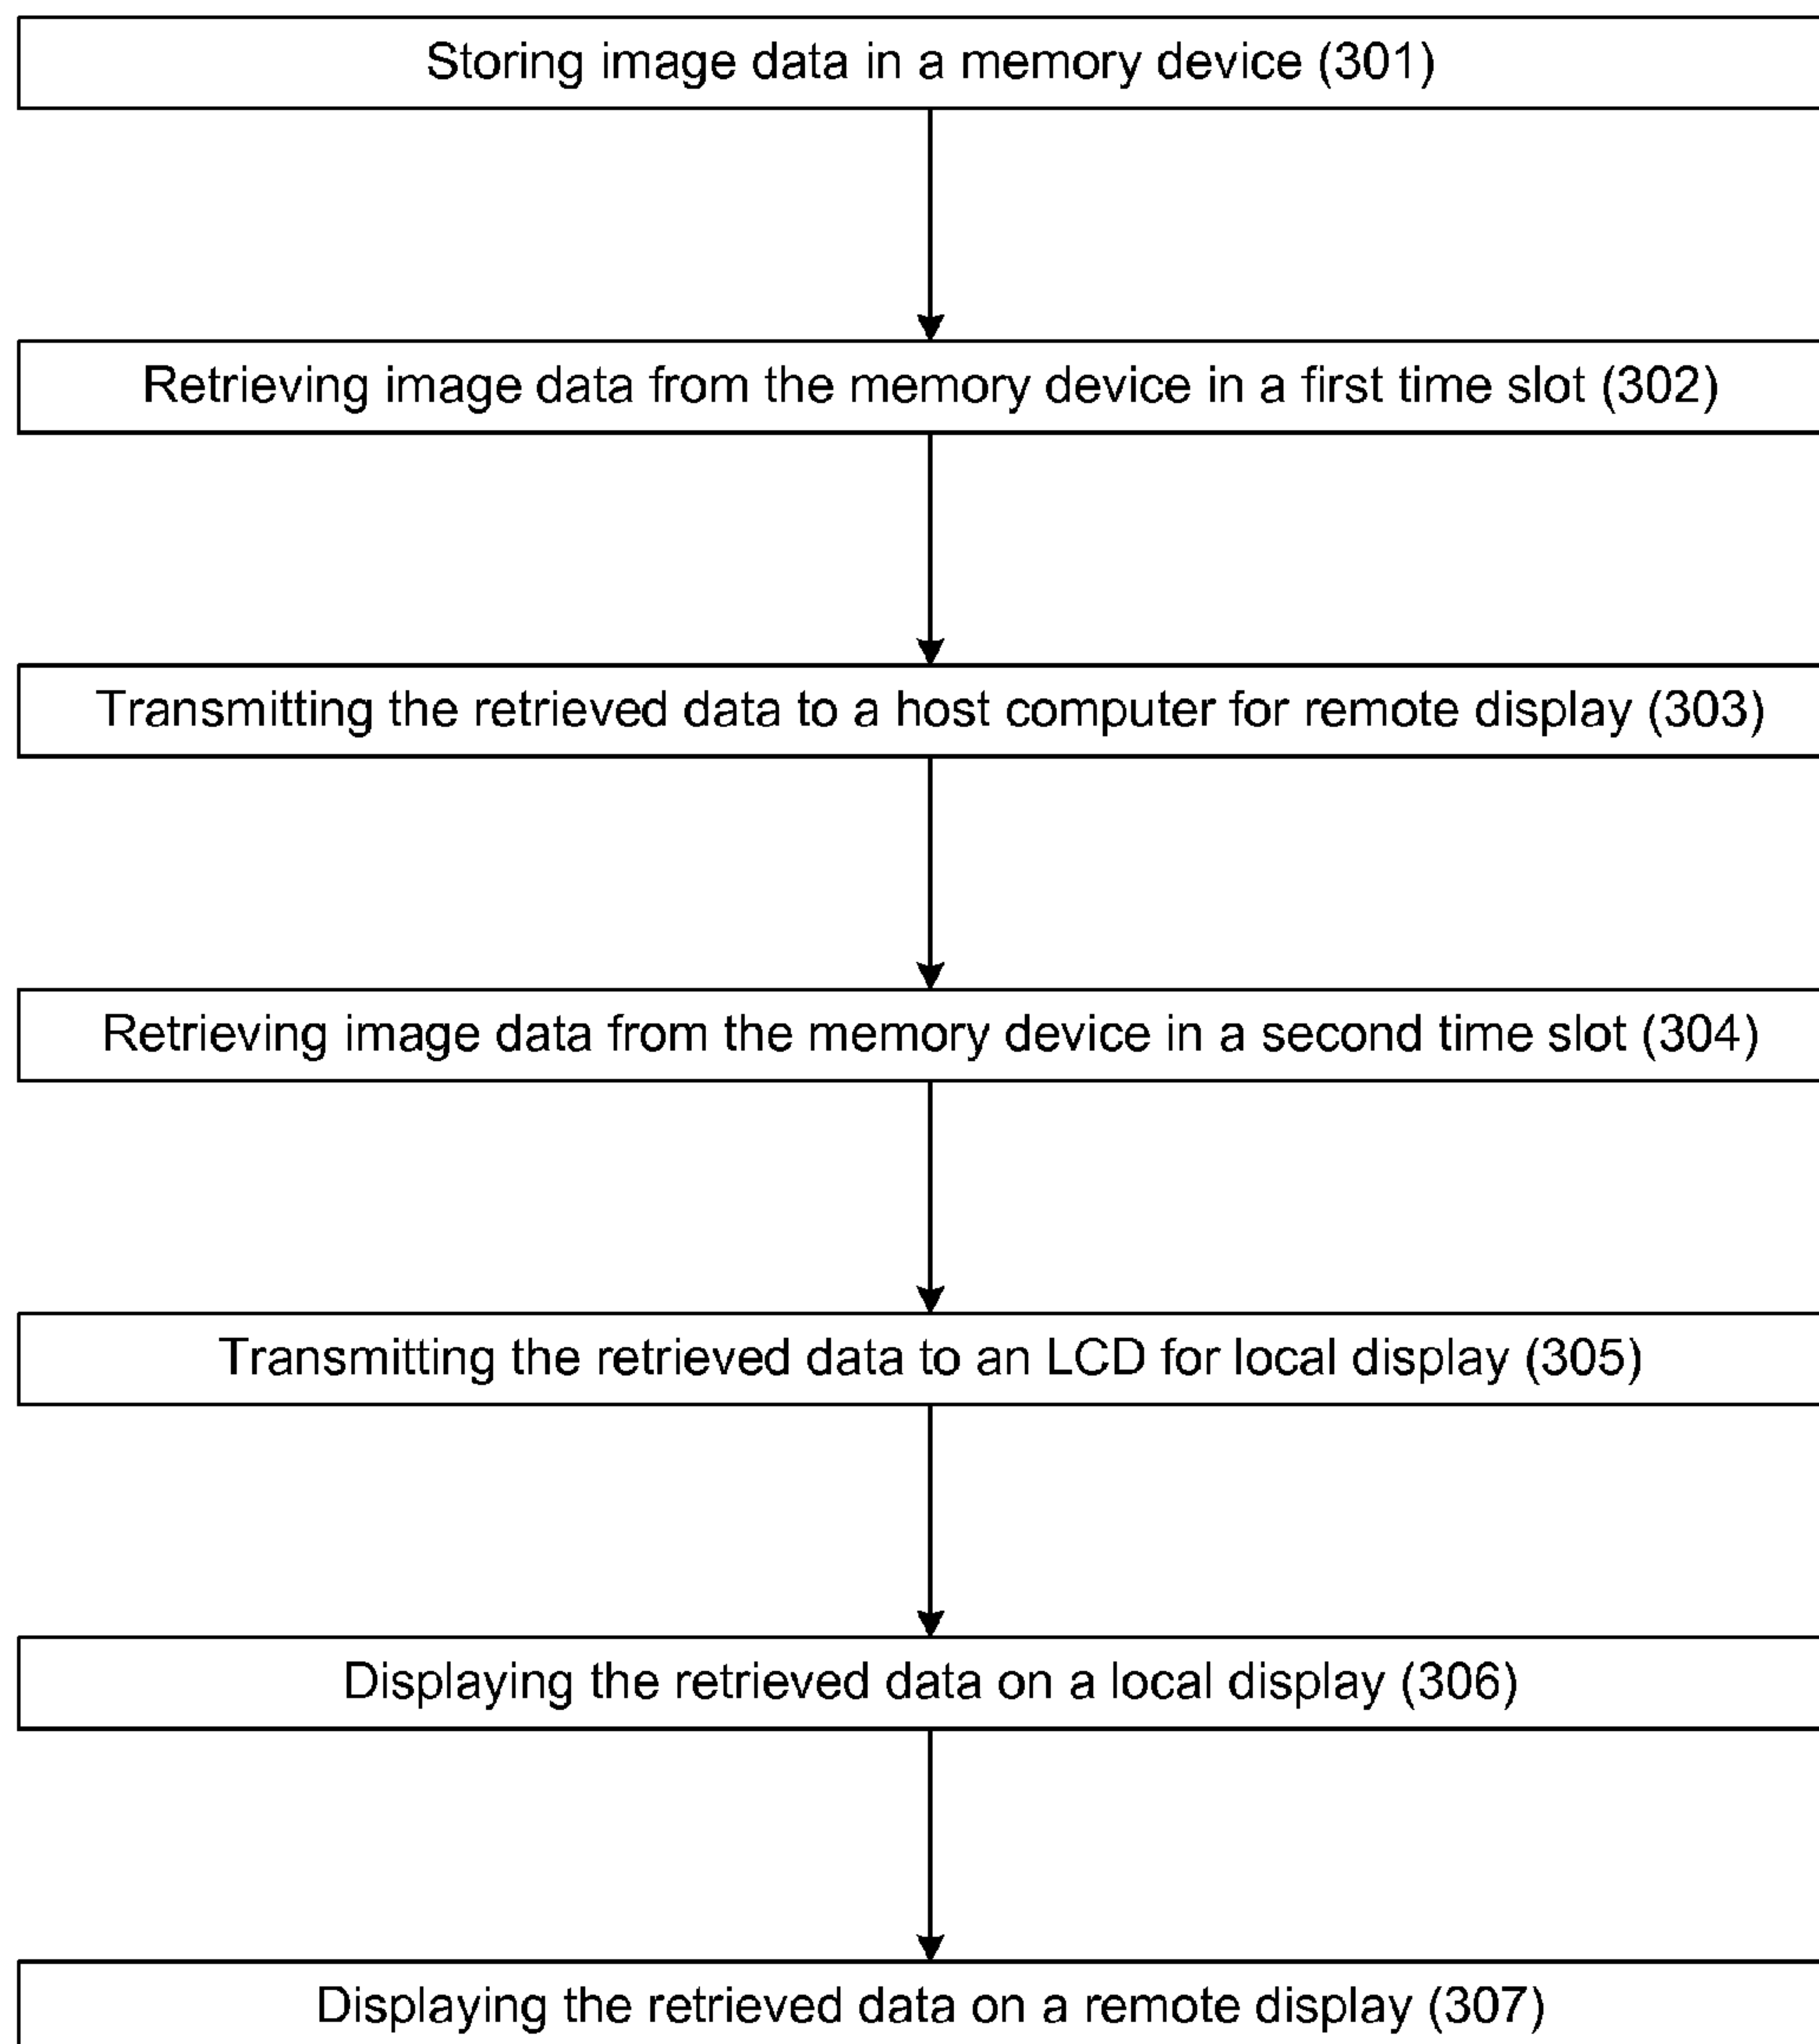 Storing image data in a memory device (301)
Retrieving image data from the memory device in a first time slot (302)
Transmitting the retrieved data to a host computer for remote display (303)
Retrieving image data from the memory device in a second time slot (304)
Transmitting the retrieved data to an LCD for local display (305)
Displaying the retrieved data on a local display (306)
Displaying the retrieved data on a remote display (307)